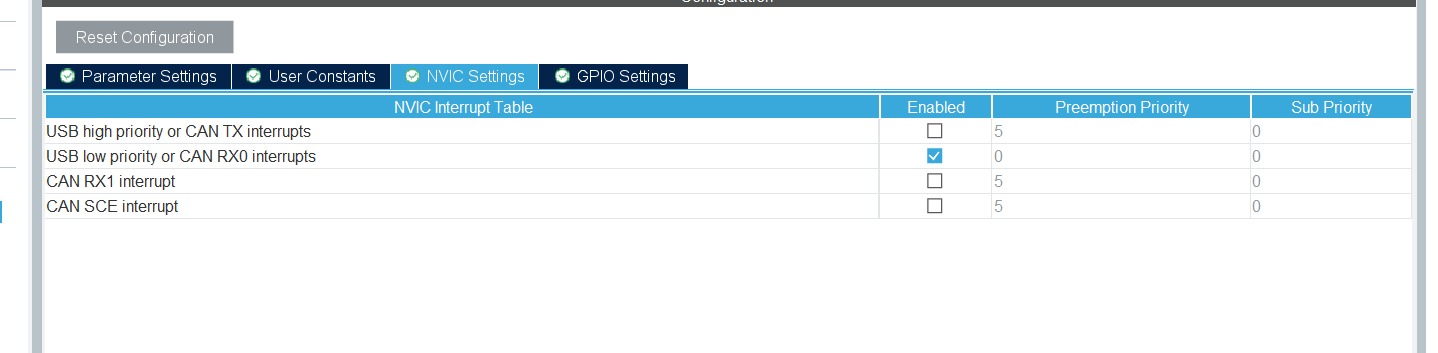 Configuration
Reset Configuration
Parameter Settings User Constants NVIC Settings GPIO Settings
NVIC Interrupt Table Enabled Preemption Priority Sub Priority
USB high priority or CAN TX interrupts 5 0
USB low priority or CAN RX0 interrupts 0 0
CAN RX1 interrupt 5 0
CAN SCE interrupt 5 0